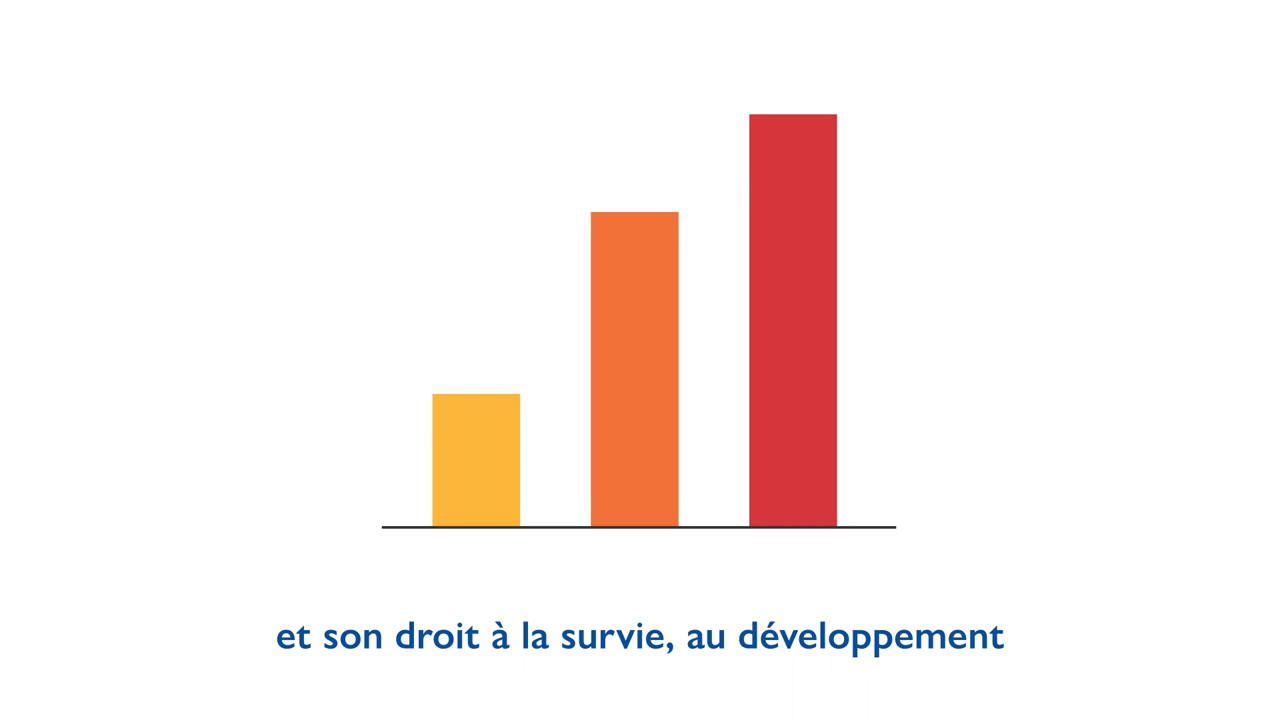 et son droit à la survie, au développement